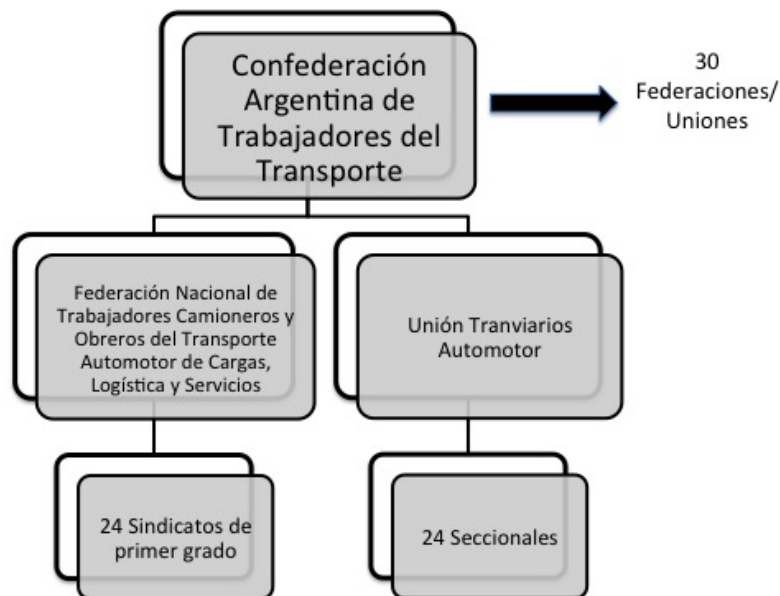 Confederación
Argentina de
Trabajadores del
Transporte
30
Federaciones/
Uniones
Federación Nacional de
Trabajadores Camioneros y
Obreros del Transporte
Automotor de Cargas,
Logística y Servicios
Unión Tranviarios
Automotor
24 Sindicatos de
primer grado
24 Seccionales